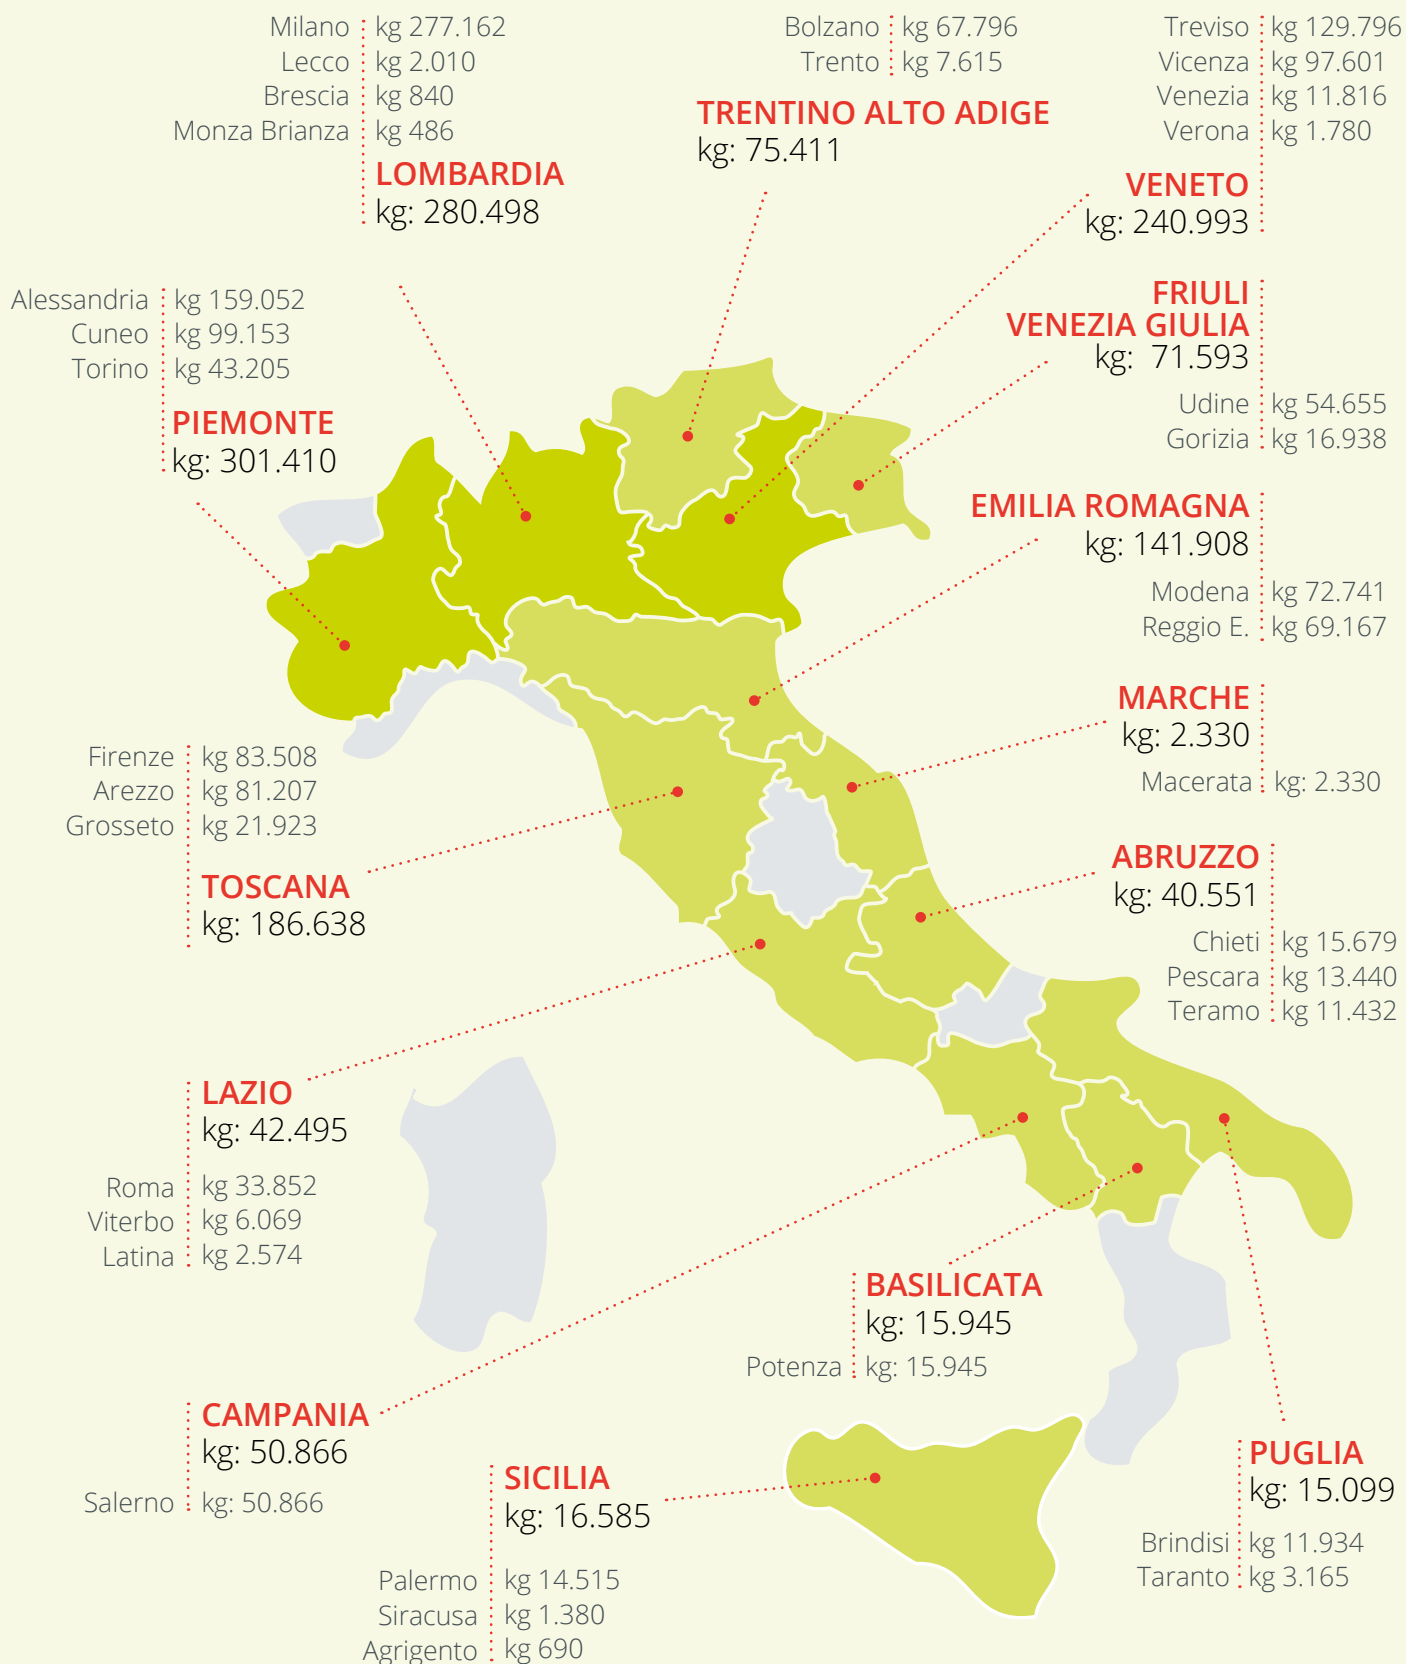 Milano kg 277.162
Lecco kg 2.010
Brescia kg 840
Monza Brianza kg 486
LOMBARDIA
kg: 280.498
Bolzano kg 67.796
Trento kg 7.615
TRENTINO ALTO ADIGE
kg: 75.411
Treviso kg 129.796
Vicenza kg 97.601
Venezia kg 11.816
Verona kg 1.780
VENETO
kg: 240.993
Alessandria kg 159.052
Cuneo kg 99.153
Torino kg 43.205
PIEMONTE
kg: 301.410
FRIULI
VENEZIA GIULIA
kg: 71.593
Udine kg 54.655
Gorizia kg 16.938
EMILIA ROMAGNA
kg: 141.908
Modena kg 72.741
Reggio E. kg 69.167
MARCHE
kg: 2.330
Macerata kg: 2.330
Firenze kg 83.508
Arezzo kg 81.207
Grosseto kg 21.923
TOSCANA
kg: 186.638
ABRUZZO
kg: 40.551
Chieti kg 15.679
Pescara kg 13.440
Teramo kg 11.432
LAZIO
kg: 42.495
Roma kg 33.852
Viterbo kg 6.069
Latina kg 2.574
BASILICATA
kg: 15.945
Potenza kg: 15.945
CAMPANIA
kg: 50.866
Salerno kg: 50.866
SICILIA
kg: 16.585
Palermo kg 14.515
Siracusa kg 1.380
Agrigento kg 690
PUGLIA
kg: 15.099
Brindisi kg 11.934
Taranto kg 3.165